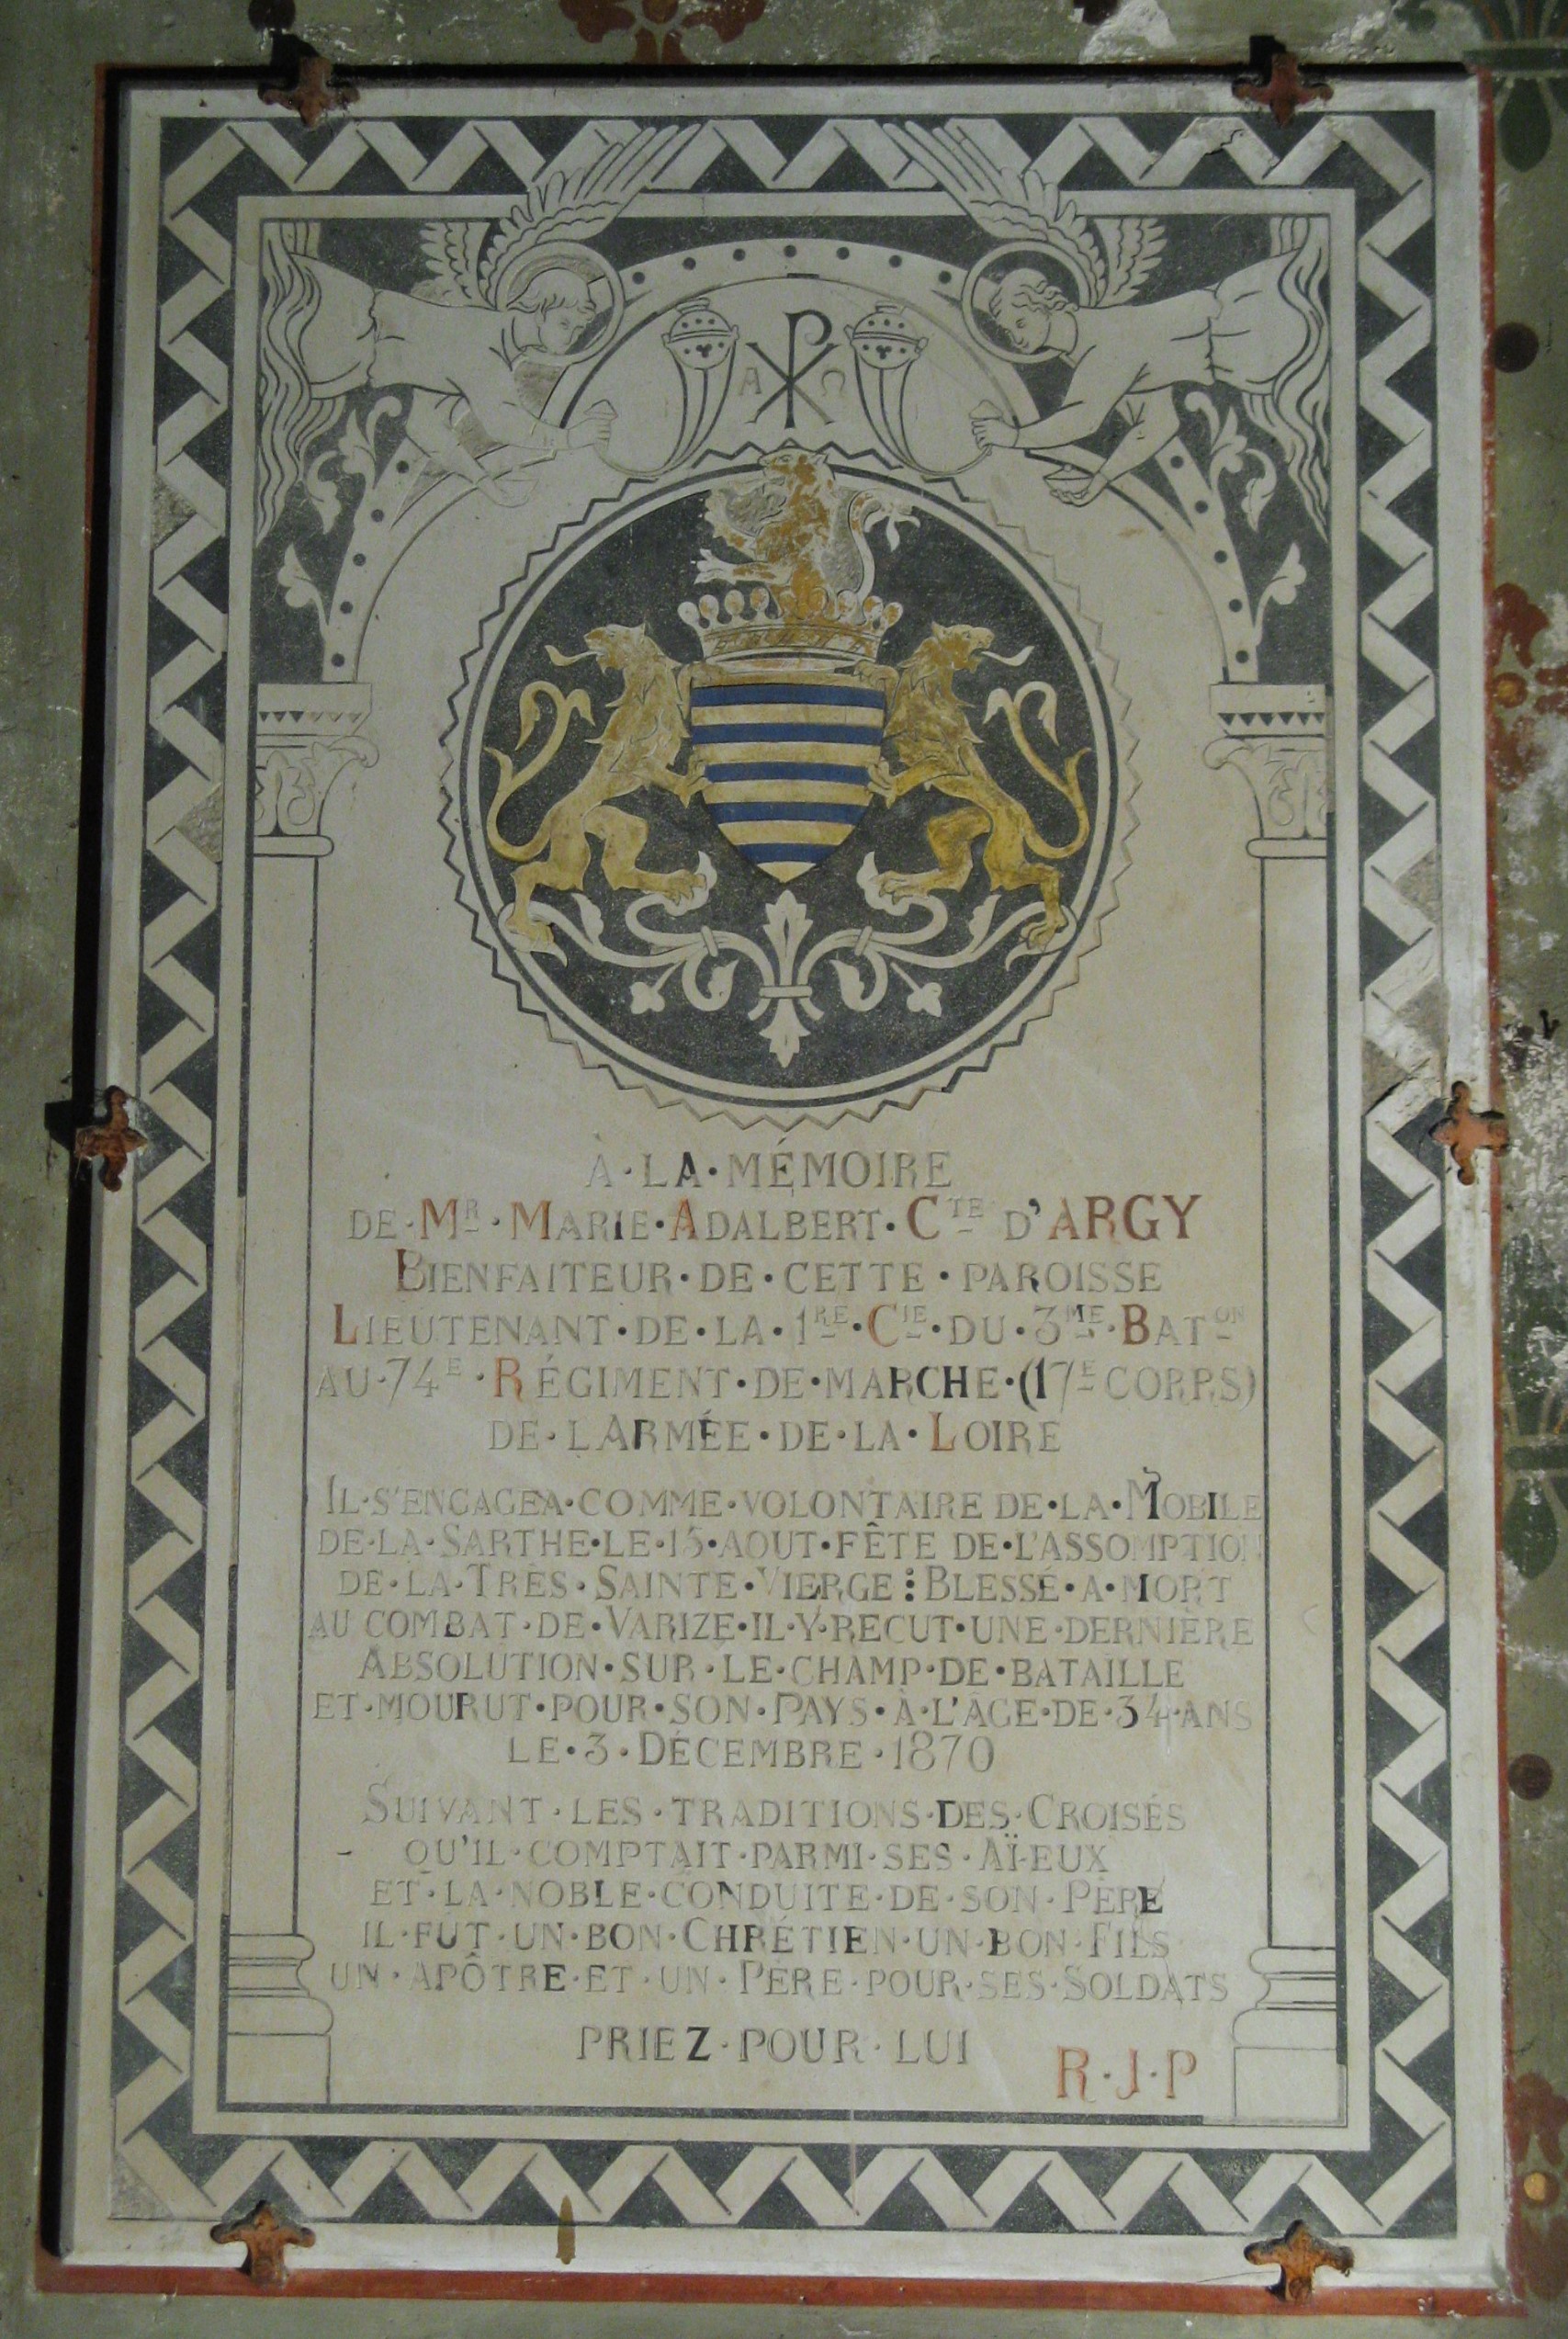 A ☧ Ω
À·LA·MÉMOIRE
DE·MR·MARIE·ADALBERT·CTE D'ARGY
BIENFAITEUR·DE·CETTE·PAROISSE
LIEUTENANT·DE·LA·1RE·CIE·DU·3ME·BATON
AU·74E·RÉGIMENT·DE·MARCHE·(17E CORPS)
DE·L'ARMÉE·DE·LA·LOIRE
IL·S'ENGAGEA·COMME·VOLONTAIRE DE·LA·MOBILE
DE·LA·SARTHE·LE·15·AOUT·FÊTE DE·L'ASSOMPTION
DE·LA·TRÈS·SAINTE·VIERGE:BLESSÉ·A·MORT
AU COMBAT·DE·VARIZE·IL·Y·RECUT·UNE·DERNIÈRE
ABSOLUTION·SUR·LE·CHAMP·DE·BATAILLE
ET·MOURUT·POUR·SON·PAYS·À·L'ÂGE·DE·34·ANS
LE·3·DÉCEMBRE·1870
SUIVANT·LES·TRADITIONS·DES·CROISÉS
QU'IL·COMPTAIT·PARMI·SES·AÏEUX
ET·LA·NOBLE·CONDUITE·DE·SON·PÈRE
IL·FUT·UN·BON·CHRÉTIEN·UN·BON·FILS
UN·APÔTRE·ET·UN·PÈRE·POUR·SES·SOLDATS
PRIEZ·POUR·LUI
R·I·P